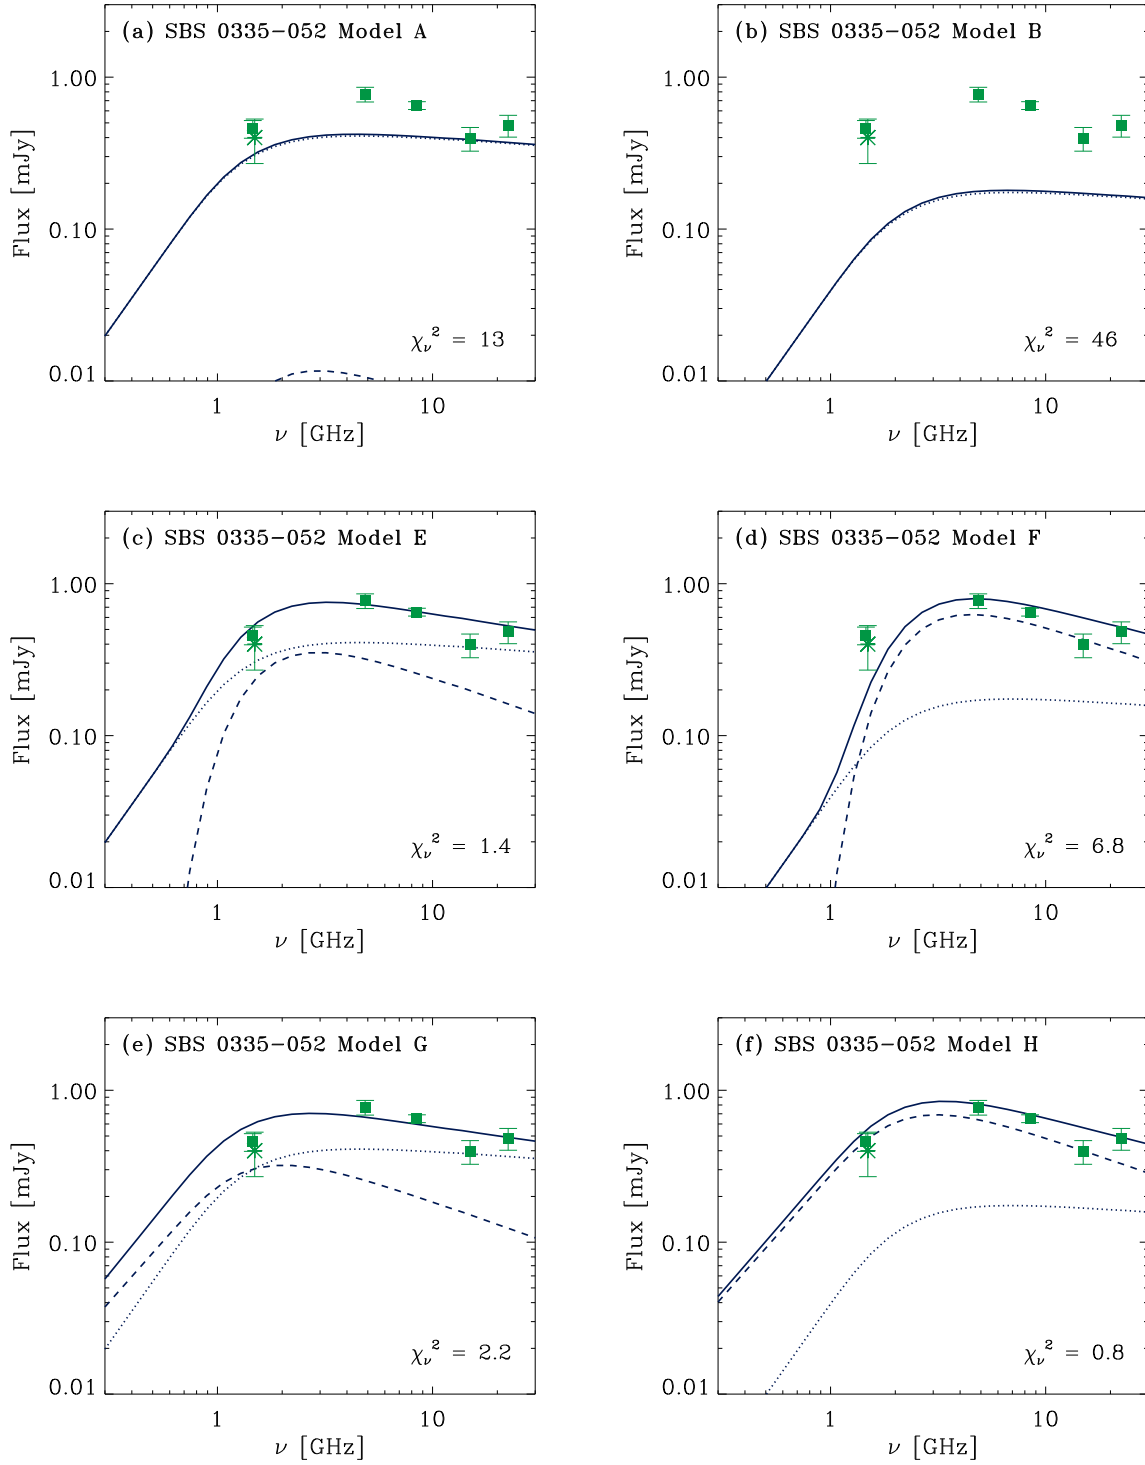 (a) SBS 0335−052 Model A
1.00
0.10
0.01
Flux [mJy]
χν² = 13
1 10
ν [GHz]
(b) SBS 0335−052 Model B
1.00
0.10
0.01
Flux [mJy]
χν² = 46
1 10
ν [GHz]
(c) SBS 0335−052 Model E
1.00
0.10
0.01
Flux [mJy]
χν² = 1.4
1 10
ν [GHz]
(d) SBS 0335−052 Model F
1.00
0.10
0.01
Flux [mJy]
χν² = 6.8
1 10
ν [GHz]
(e) SBS 0335−052 Model G
1.00
0.10
0.01
Flux [mJy]
χν² = 2.2
1 10
ν [GHz]
(f) SBS 0335−052 Model H
1.00
0.10
0.01
Flux [mJy]
χν² = 0.8
1 10
ν [GHz]